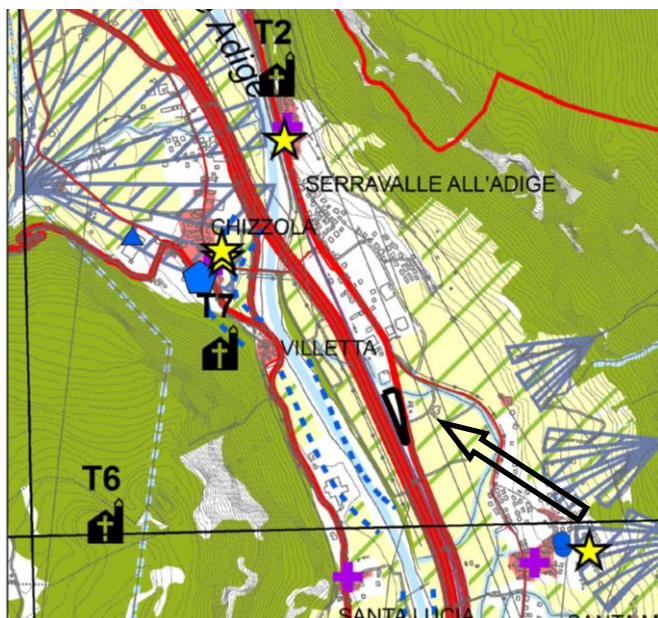 Adige
T2
SERRAVALLE ALL'ADIGE
CHIZZOLA
T7
VILLETTA
T6
SANTA LUCIA